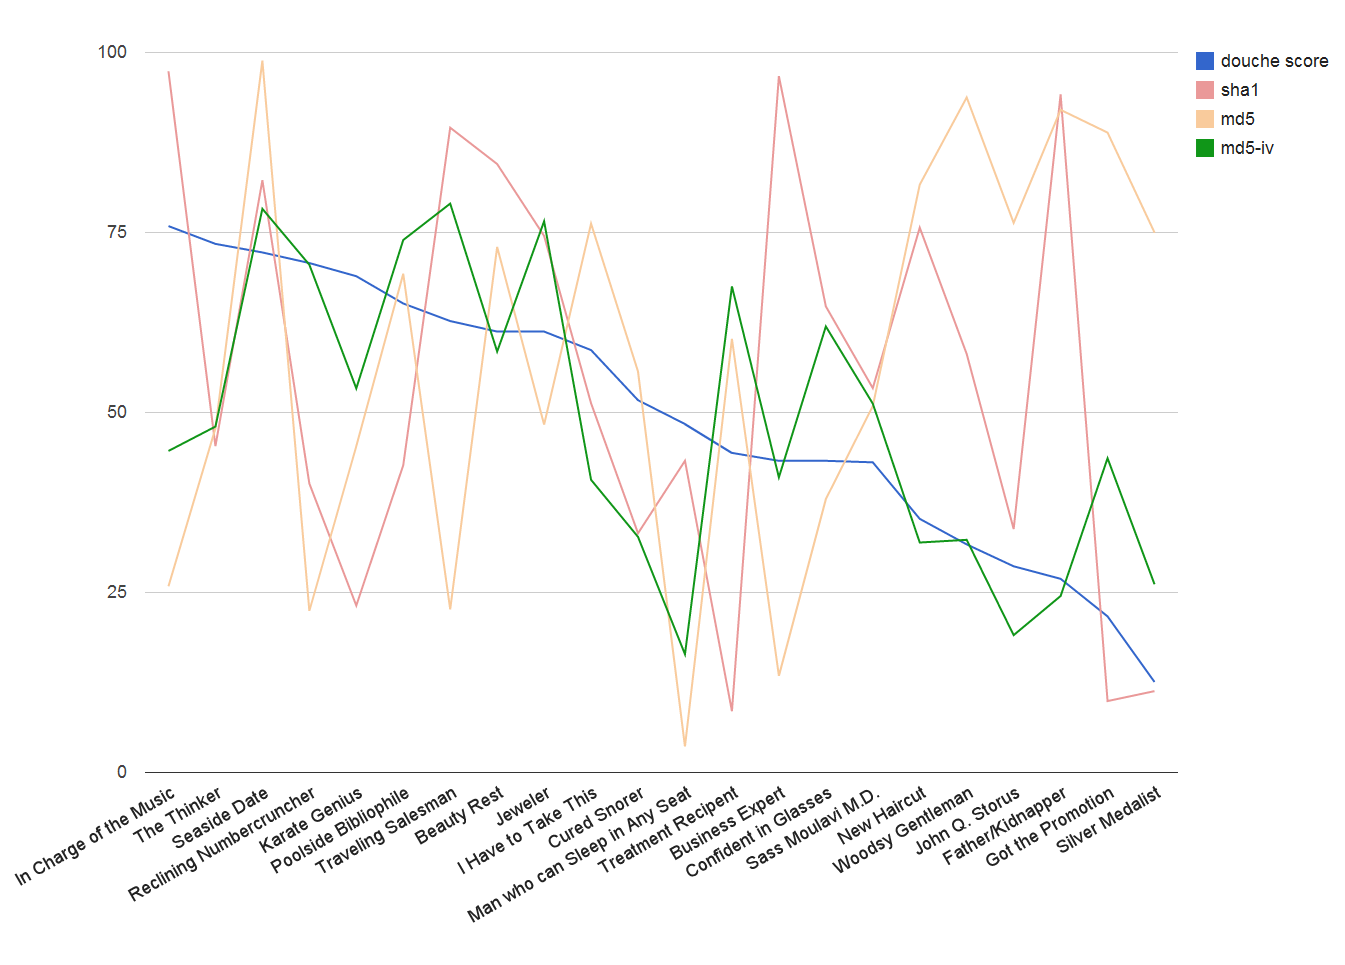 100
75
50
25
0
douche score
sha1
md5
md5-iv
In Charge of the Music
The Thinker
Seaside Date
Reclining Numbercruncher
Karate Genius
Poolside Bibliophile
Traveling Salesman
Beauty Rest
Jeweler
I Have to Take This
Cured Snorer
Man who can Sleep in Any Seat
Treatment Recipent
Business Expert
Confident in Glasses
Sass Moulavi M.D.
New Haircut
Woodsy Gentleman
John Q. Storus
Father/Kidnapper
Got the Promotion
Silver Medalist